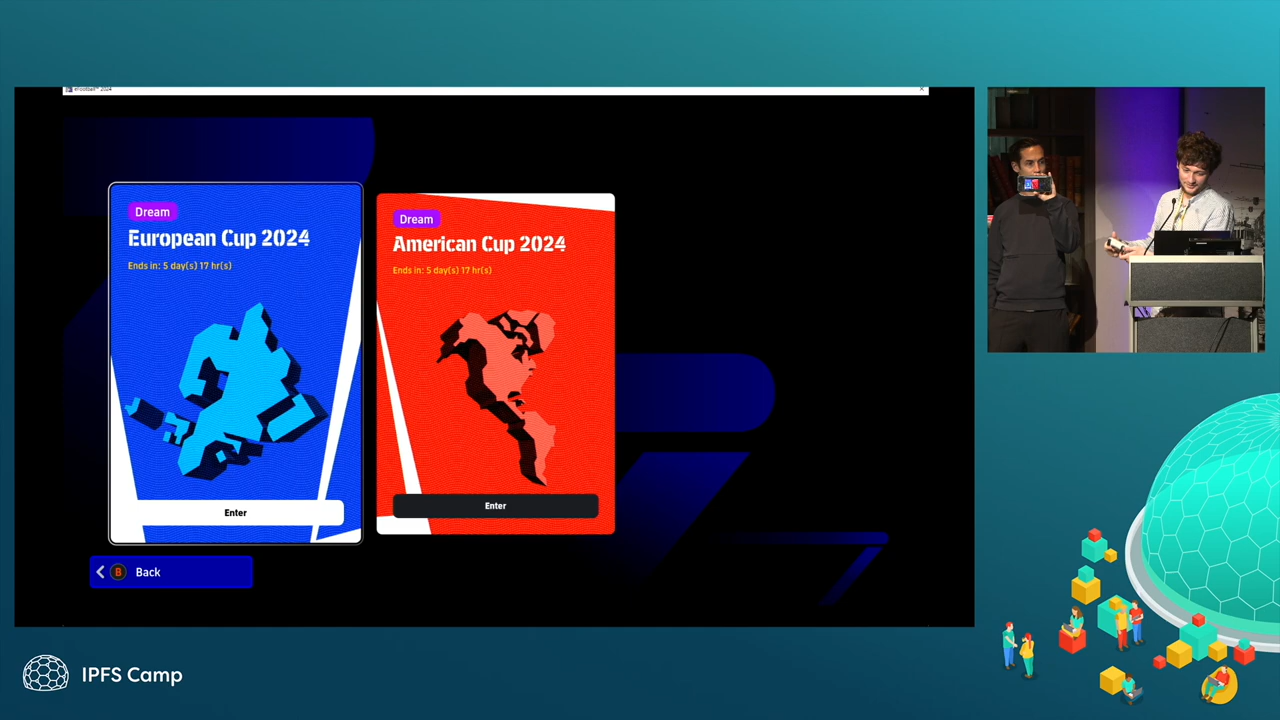 eFootball™ 2024
Dream
European Cup 2024
Ends in: 5 day(s) 17 hr(s)
Enter
Dream
American Cup 2024
Ends in: 5 day(s) 17 hr(s)
Enter
B Back
IPFS Camp